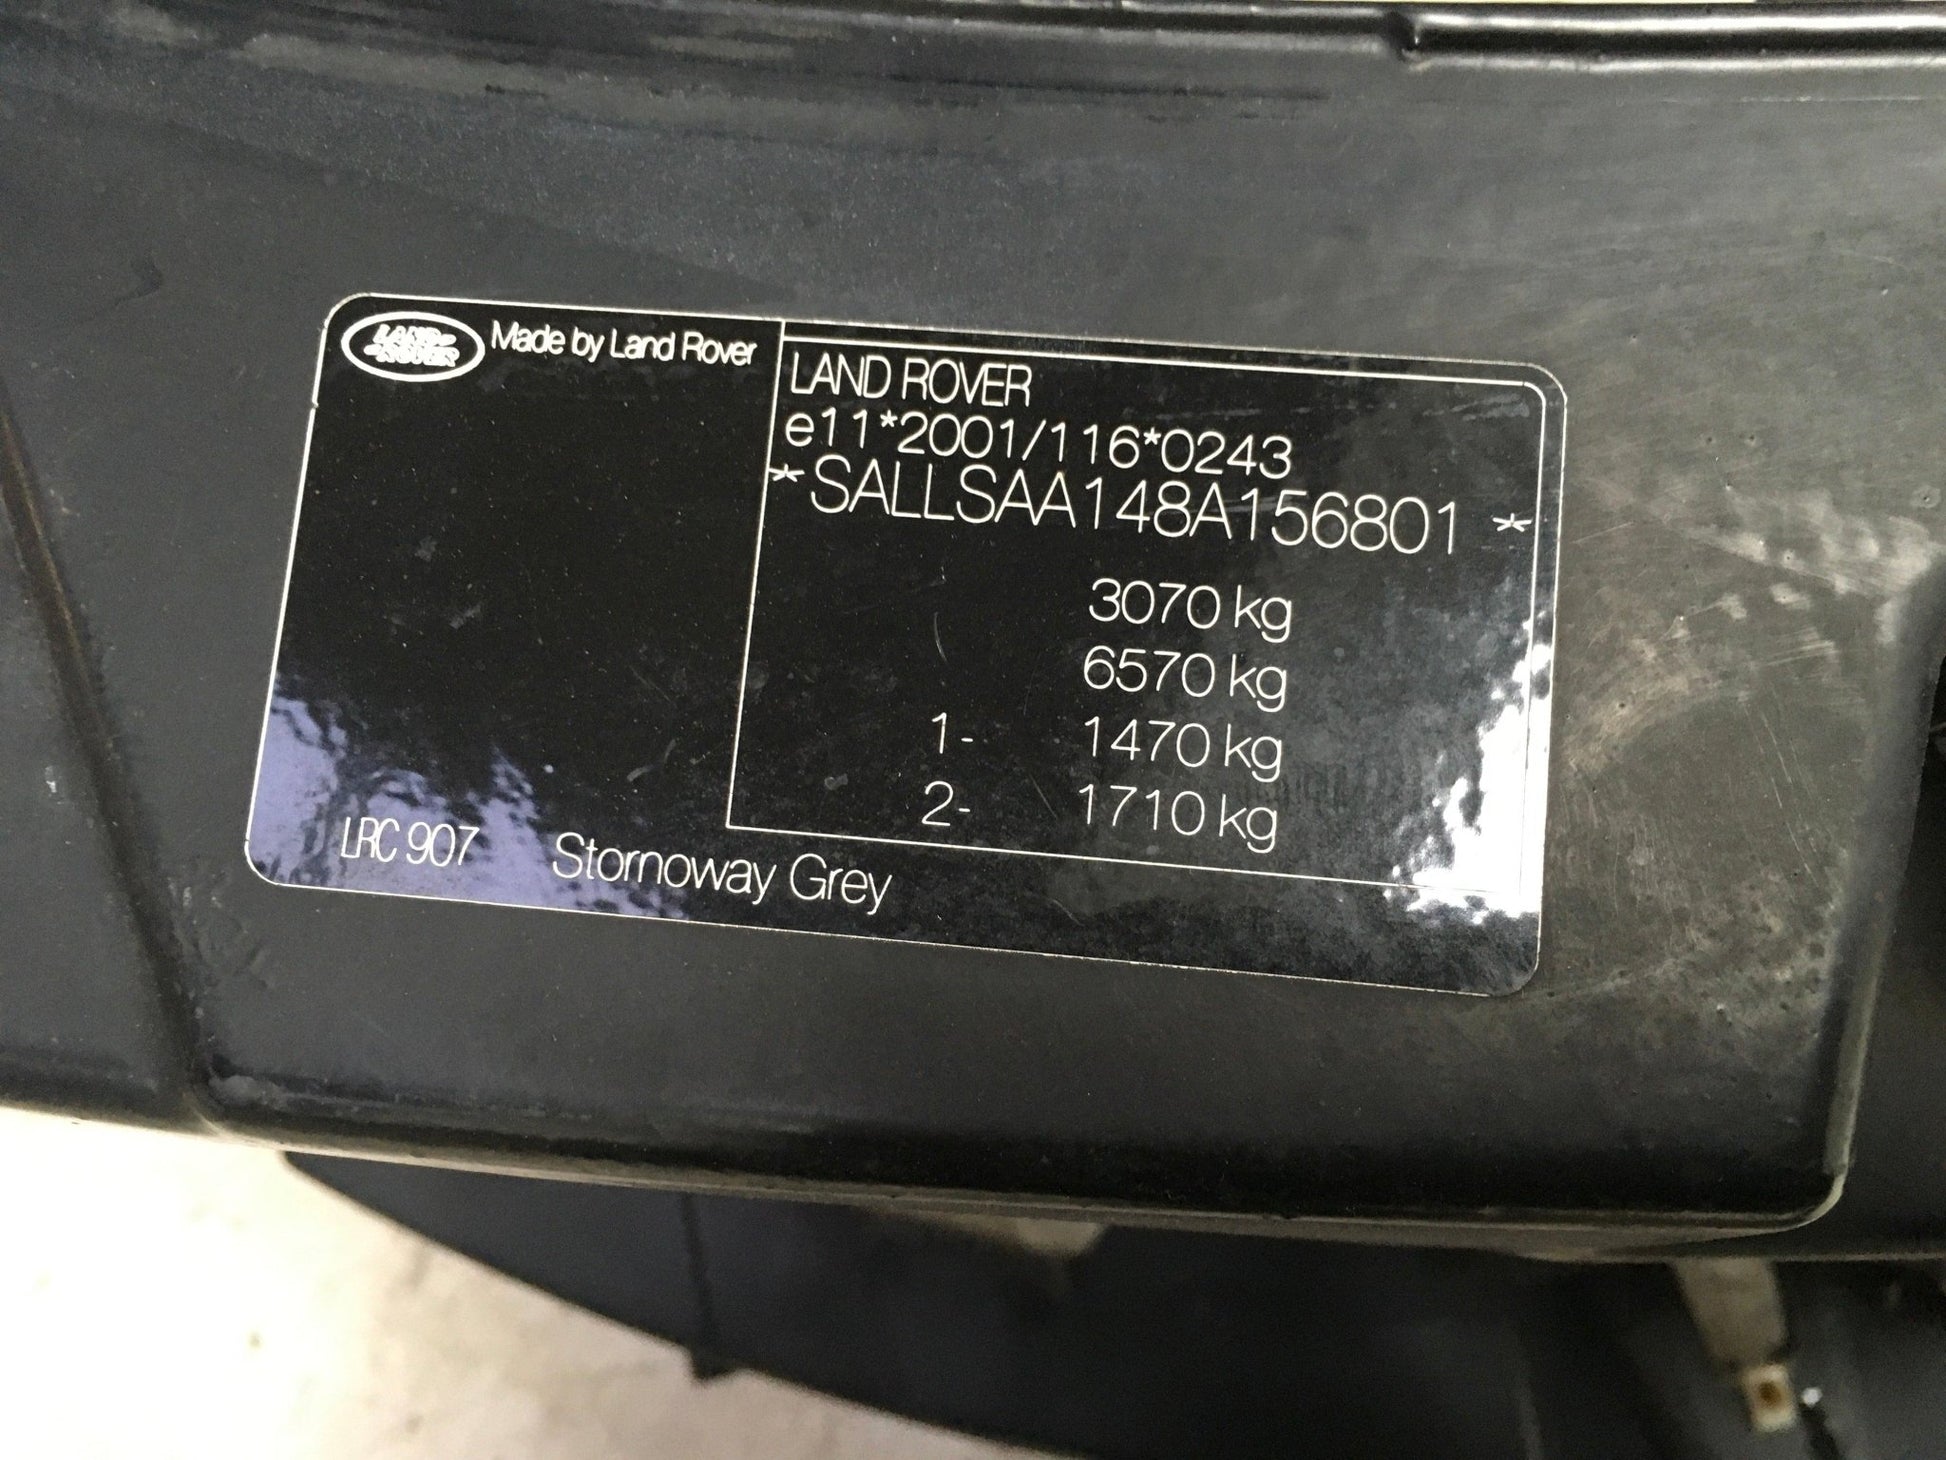 LAND ROVER
Made by Land Rover
LAND ROVER
e11*2001/116*0243
*SALLSAA148A156801 *
3070 kg
6570 kg
1- 1470 kg
2- 1710 kg
LRC 907 Stornoway Grey